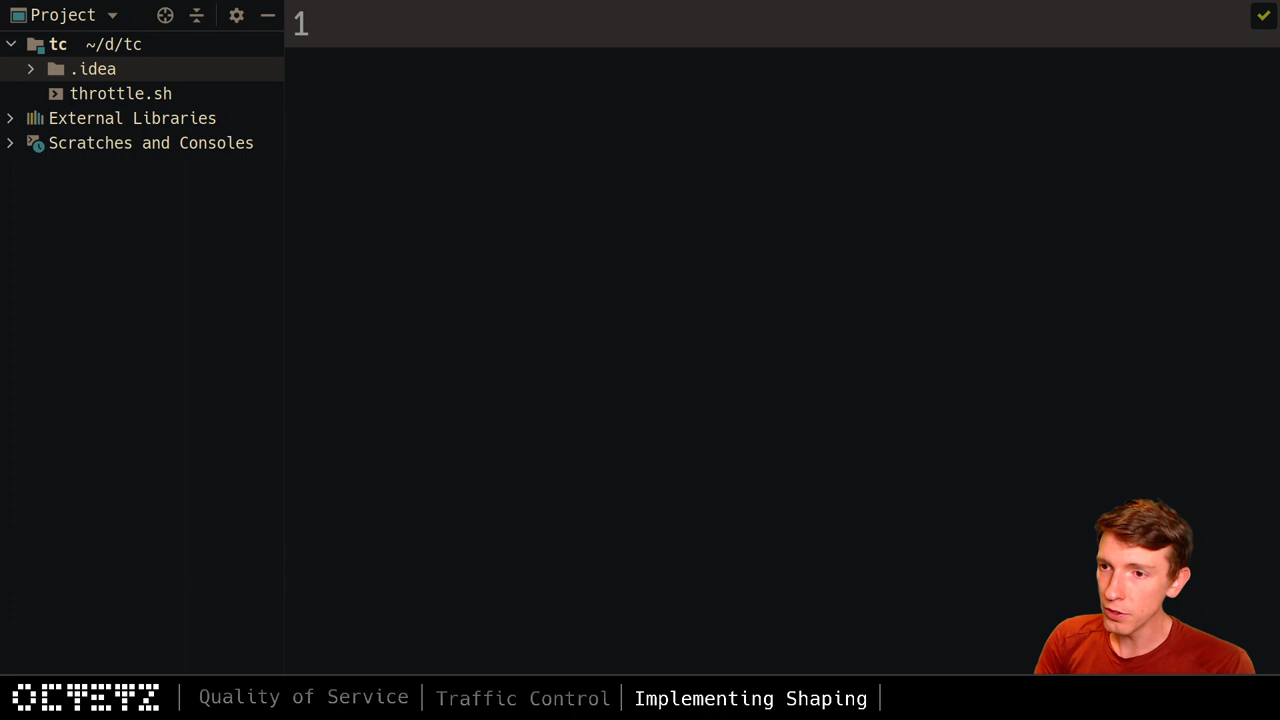 Project
tc ~/d/tc
.idea
throttle.sh
External Libraries
Scratches and Consoles
1
OCTETZ
Quality of Service
Traffic Control
Implementing Shaping